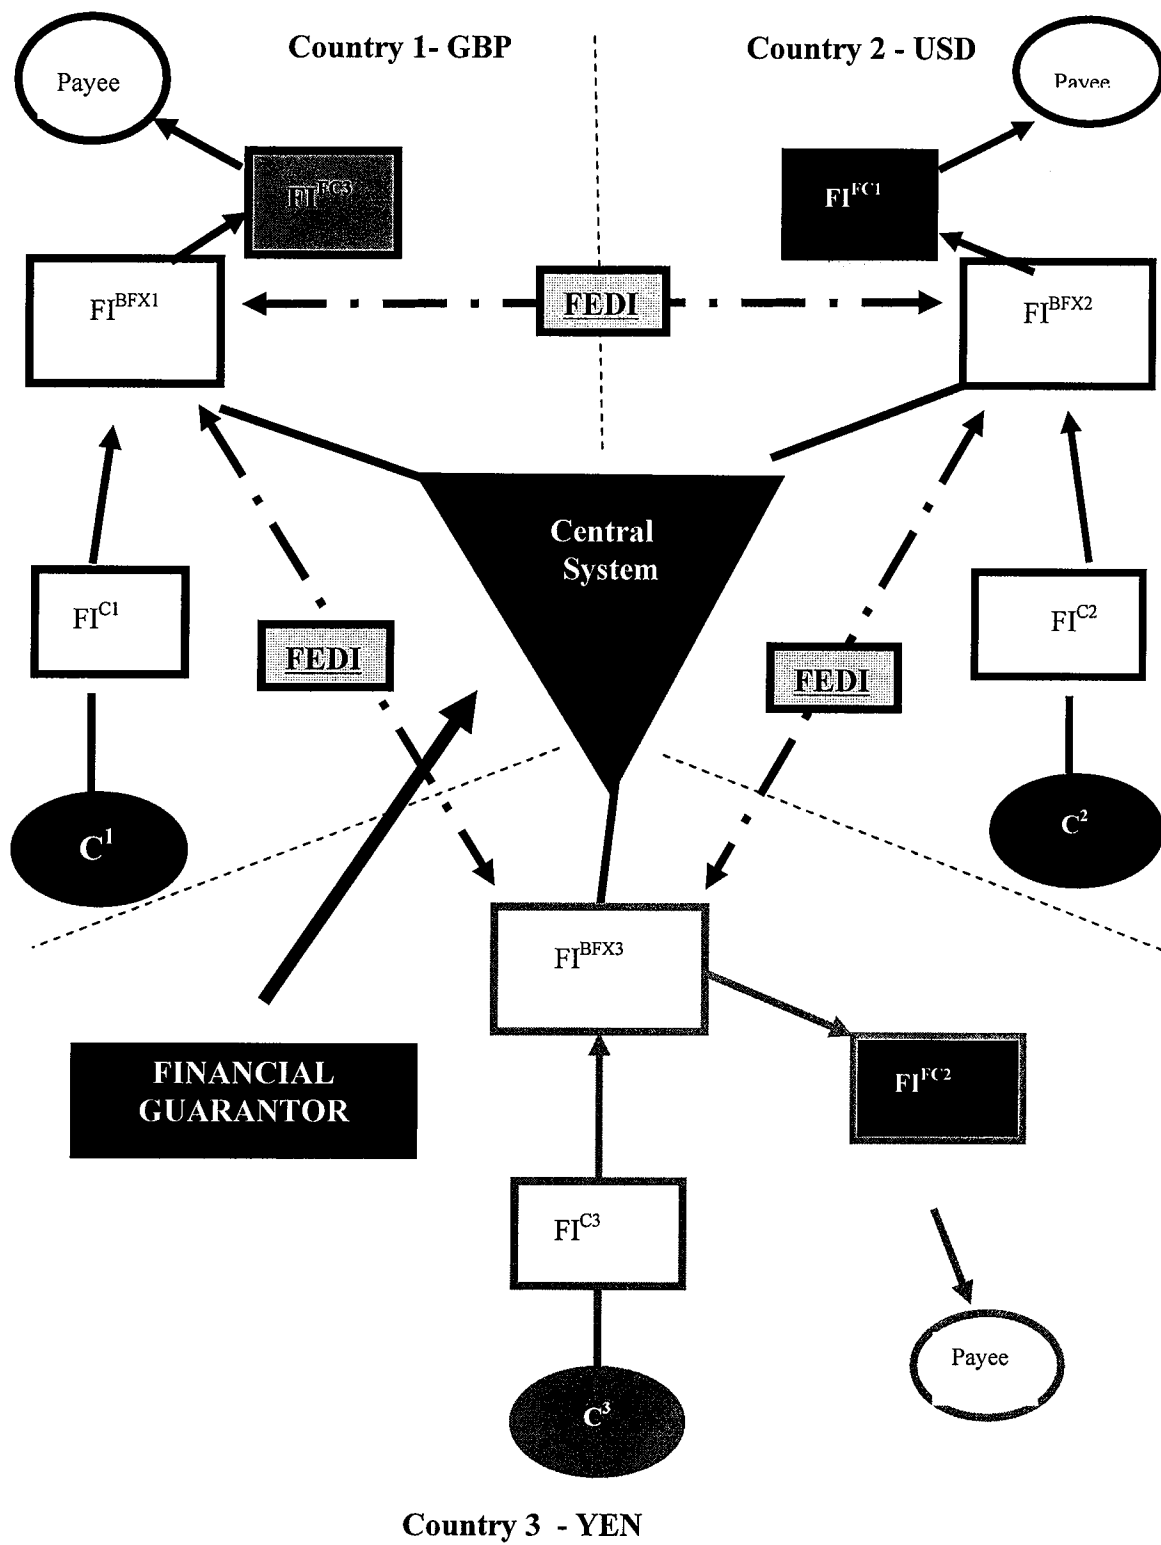 Country 1- GBP
Country 2 - USD
Payee
Payee
FI^FC3
FI^FC1
FI^BFX1
FEDI
FI^BFX2
Central
System
FI^C1
FI^C2
FEDI
FEDI
C^1
C^2
FI^BFX3
FINANCIAL
GUARANTOR
FI^FC2
FI^C3
Payee
C^3
Country 3 - YEN